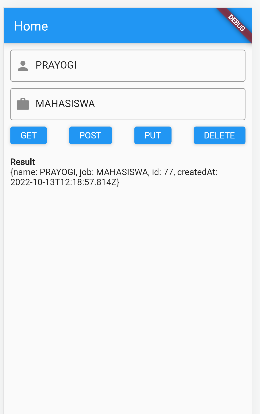 Home
DEBUG
PRAYOGI
MAHASISWA
GET POST PUT DELETE
Result
{name: PRAYOGI, job: MAHASISWA, id: 77, createdAt:
2022-10-13T12:18:57.814Z}